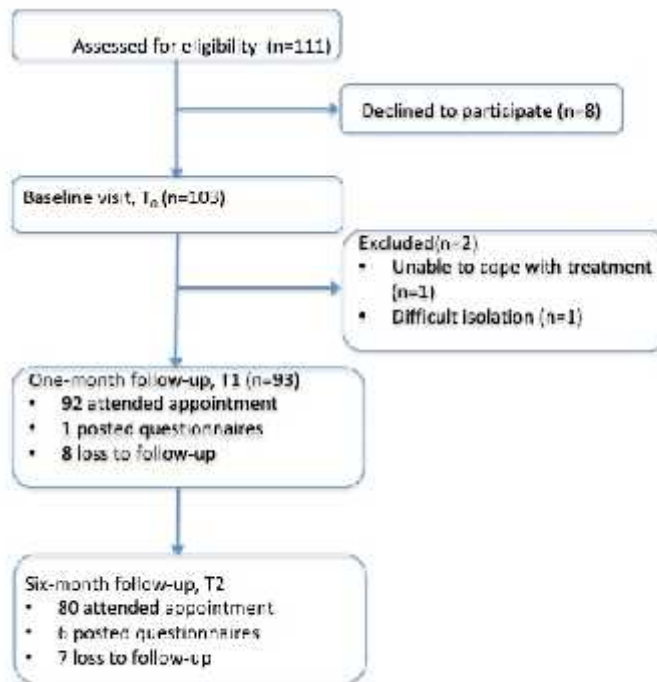 Assessed for eligibility (n=111)
Declined to participate (n=8)
Baseline visit, T₀ (n=103)
Excluded(n=2)
• Unable to cope with treatment
(n=1)
• Difficult isolation (n=1)
One-month follow-up, T1 (n=93)
• 92 attended appointment
• 1 posted questionnaires
• 8 loss to follow-up
Six-month follow-up, T2
• 80 attended appointment
• 6 posted questionnaires
• 7 loss to follow-up